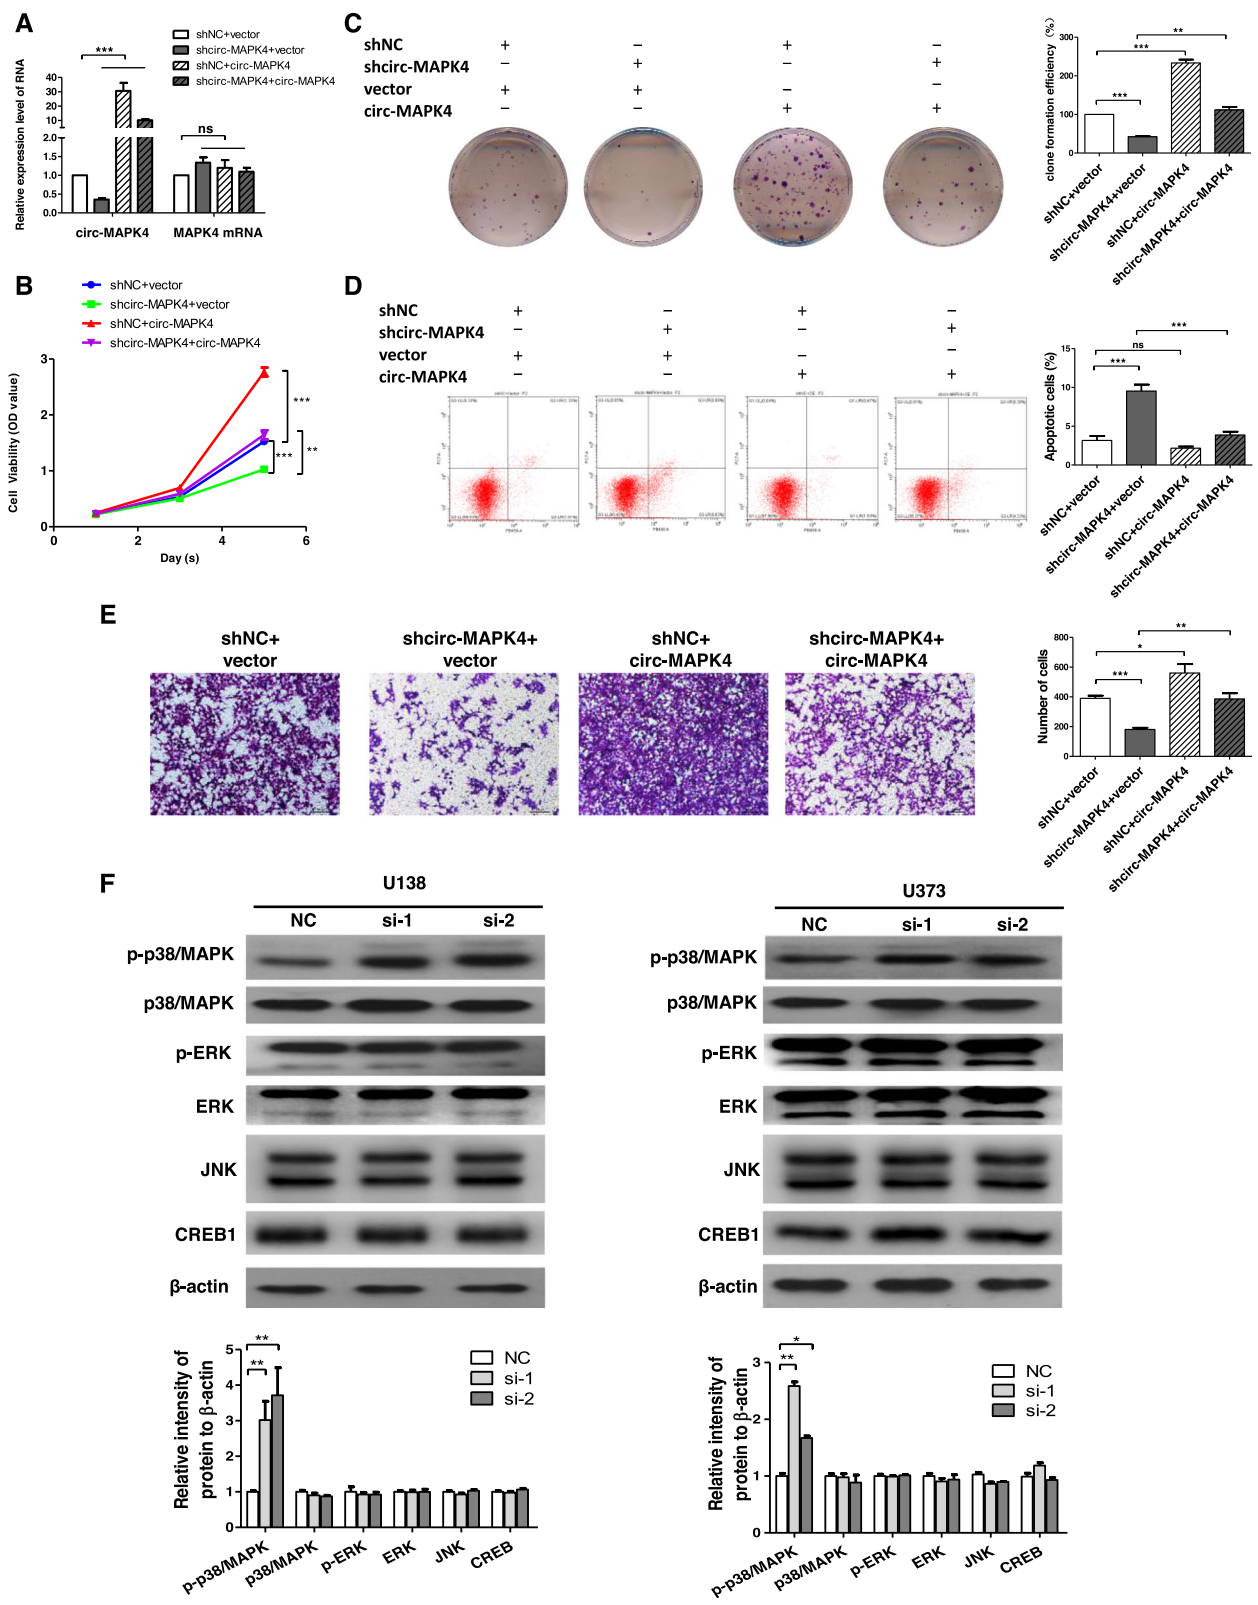 A
shNC+vector
shcirc-MAPK4+vector
shNC+circ-MAPK4
shcirc-MAPK4+circ-MAPK4
Relative expression level of RNA
40
30
20
10
2.0
1.5
1.0
0.5
0.0
***
ns
circ-MAPK4
MAPK4 mRNA
B
shNC+vector
shcirc-MAPK4+vector
shNC+circ-MAPK4
shcirc-MAPK4+circ-MAPK4
Cell Viability (OD value)
3
2
1
0
0
2
4
6
Day (s)
***
***
**
C
shNC + − + −
shcirc-MAPK4 − + − +
vector + + − −
circ-MAPK4 − − + +
clone formation efficiency (%)
300
200
100
0
***
***
**
shNC+vector
shcirc-MAPK4+vector
shNC+circ-MAPK4
shcirc-MAPK4+circ-MAPK4
D
shNC + − + −
shcirc-MAPK4 − + − +
vector + + − −
circ-MAPK4 − − + +
Apoptotic cells (%)
15
10
5
0
***
ns
***
shNC+vector
shcirc-MAPK4+vector
shNC+circ-MAPK4
shcirc-MAPK4+circ-MAPK4
E
shNC+
vector
shcirc-MAPK4+
vector
shNC+
circ-MAPK4
shcirc-MAPK4+
circ-MAPK4
Number of cells
800
600
400
200
0
***
*
**
shNC+vector
shcirc-MAPK4+vector
shNC+circ-MAPK4
shcirc-MAPK4+circ-MAPK4
F
U138
NC si-1 si-2
p-p38/MAPK
p38/MAPK
p-ERK
ERK
JNK
CREB1
β-actin
U373
NC si-1 si-2
p-p38/MAPK
p38/MAPK
p-ERK
ERK
JNK
CREB1
β-actin
Relative intensity of
protein to β-actin
5
4
3
2
1
0
**
**
NC
si-1
si-2
p-p38/MAPK
p38/MAPK
p-ERK
ERK
JNK
CREB
Relative intensity of
protein to β-actin
3
2
1
0
*
**
NC
si-1
si-2
p-p38/MAPK
p38/MAPK
p-ERK
ERK
JNK
CREB